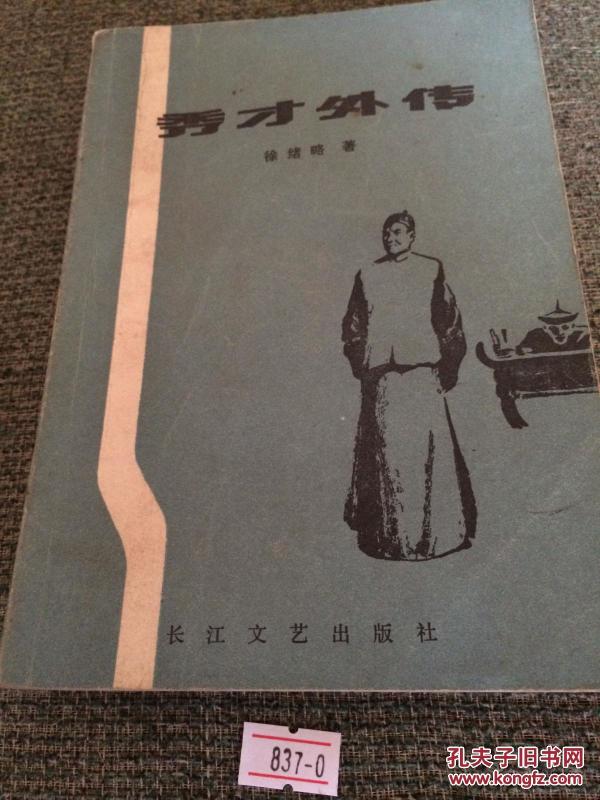 秀才外传
徐绪略 著
长江文艺出版社
837-0
孔夫子旧书网
www.kongfz.com